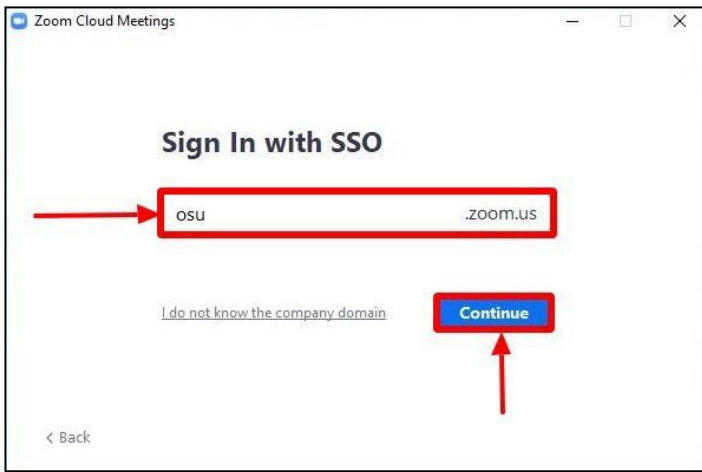 Zoom Cloud Meetings
Sign In with SSO
osu .zoom.us
I do not know the company domain Continue
< Back